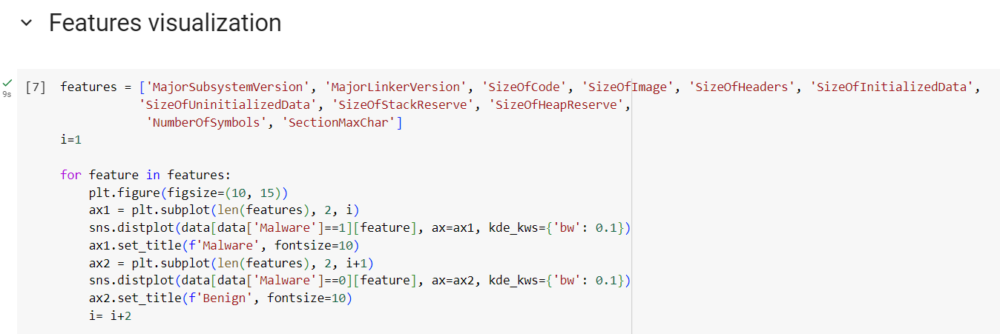 Features visualization
[7] features = ['MajorSubsystemVersion', 'MajorLinkerVersion', 'SizeOfCode', 'SizeOfImage', 'SizeOfHeaders', 'SizeOfInitializedData',
'SizeOfUninitializedData', 'SizeOfStackReserve', 'SizeOfHeapReserve',
'NumberOfSymbols', 'SectionMaxChar']
9s
i=1
for feature in features:
plt.figure(figsize=(10, 15))
ax1 = plt.subplot(len(features), 2, i)
sns.distplot(data[data['Malware']==1][feature], ax=ax1, kde_kws={'bw': 0.1})
ax1.set_title(f'Malware', fontsize=10)
ax2 = plt.subplot(len(features), 2, i+1)
sns.distplot(data[data['Malware']==0][feature], ax=ax2, kde_kws={'bw': 0.1})
ax2.set_title(f'Benign', fontsize=10)
i= i+2